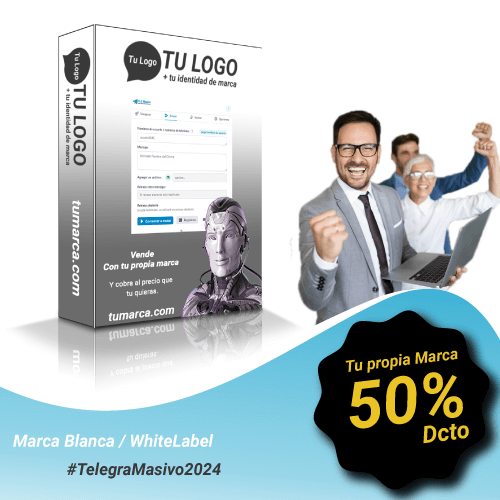 Tu Logo
TU LOGO
+ tu identidad de marca
Tu Logo
TU LOGO
+ tu identidad
de marca
tumarca.com
Mensaje
Vende
Con tu propia marca
Y cobra al precio que
tu quieras.
tumarca.com
Tu propia Marca
50%
Dcto
Marca Blanca / WhiteLabel
#TelegraMasivo2024